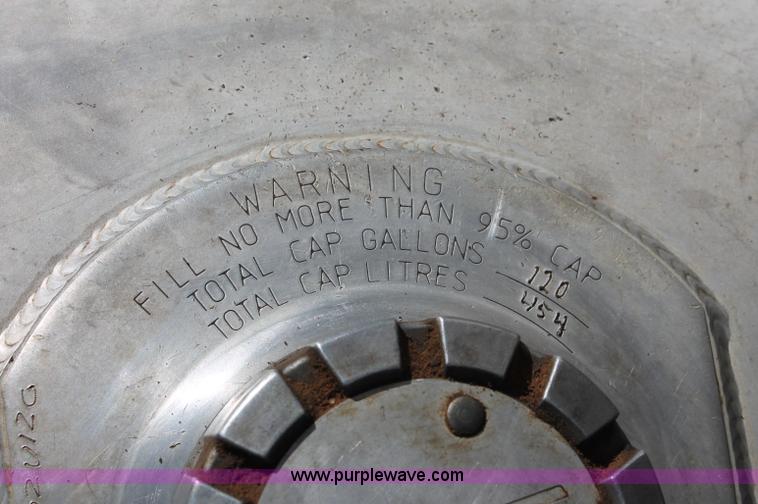 WARNING
FILL NO MORE THAN 95% CAP
TOTAL CAP GALLONS 120
TOTAL CAP LITRES 454
www.purplewave.com